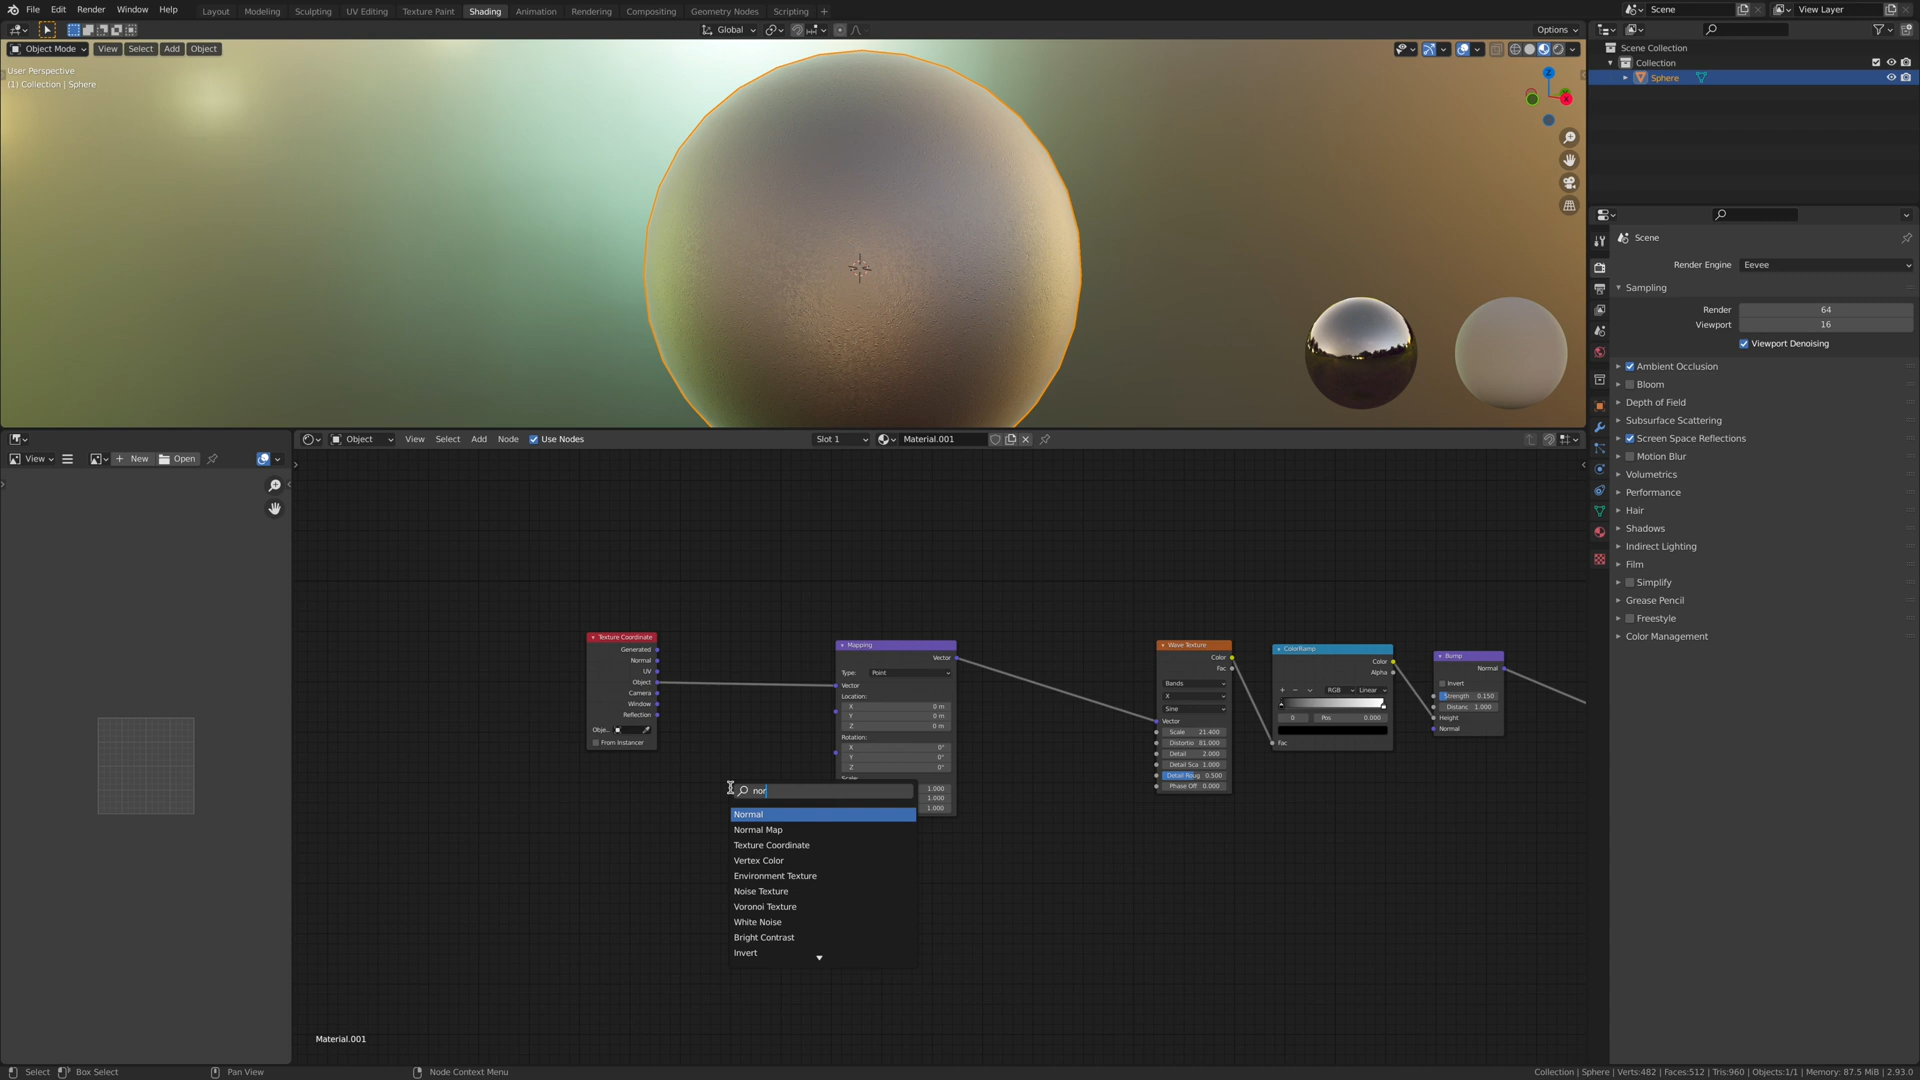 File Edit Render Window Help Layout Modeling Sculpting UV Editing Texture Paint Shading Animation Rendering Compositing Geometry Nodes Scripting + Scene View Layer
Global Options
Object Mode View Select Add Object
User Perspective
(1) Collection | Sphere
Z
X
Scene Collection
Collection
Sphere
Scene
Render Engine Eevee
Sampling
Render 64
Viewport 16
Viewport Denoising
Ambient Occlusion
Bloom
Depth of Field
Subsurface Scattering
Screen Space Reflections
Motion Blur
Volumetrics
Performance
Hair
Shadows
Indirect Lighting
Film
Simplify
Grease Pencil
Freestyle
Color Management
Object View Select Add Node Use Nodes Slot 1 Material.001
View + New Open
Texture Coordinate
Generated
Normal
UV
Object
Camera
Window
Reflection
Obje..
From Instancer
Mapping
Vector
Type: Point
Vector
Location:
X 0 m
Y 0 m
Z 0 m
Rotation:
X 0°
Y 0°
Z 0°
Scale:
1.000
1.000
1.000
nor
Normal
Normal Map
Texture Coordinate
Vertex Color
Environment Texture
Noise Texture
Voronoi Texture
White Noise
Bright Contrast
Invert
Wave Texture
Color
Fac
Bands
X
Sine
Vector
Scale 21.400
Distortio 81.000
Detail 2.000
Detail Sca 1.000
Detail Roug 0.500
Phase Off 0.000
ColorRamp
Color
Alpha
+ − RGB Linear
0 Pos 0.000
Fac
Bump
Normal
Invert
Strength 0.150
Distanc 1.000
Height
Normal
Material.001
Select Box Select Pan View Node Context Menu Collection | Sphere | Verts:482 | Faces:512 | Tris:960 | Objects:1/1 | Memory: 87.5 MiB | 2.93.0